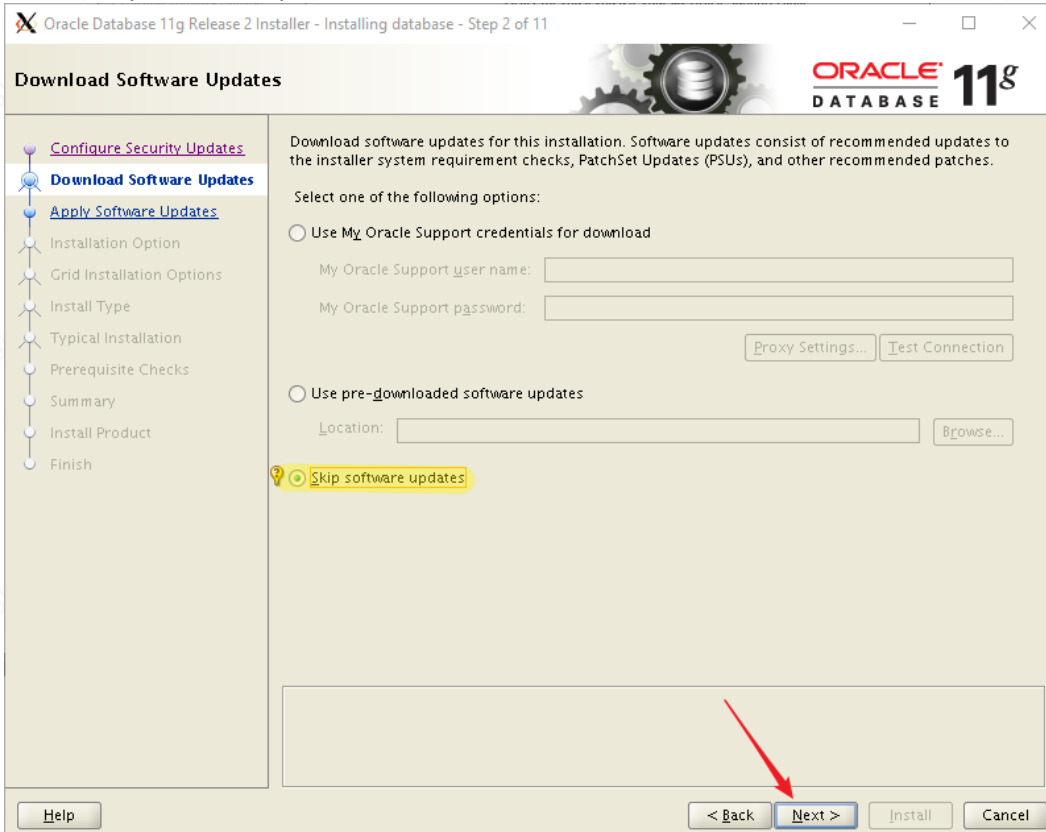 Oracle Database 11g Release 2 Installer - Installing database - Step 2 of 11
Download Software Updates
ORACLE
DATABASE 11g
Configure Security Updates
Download Software Updates
Apply Software Updates
Installation Option
Grid Installation Options
Install Type
Typical Installation
Prerequisite Checks
Summary
Install Product
Finish
Download software updates for this installation. Software updates consist of recommended updates to
the installer system requirement checks, PatchSet Updates (PSUs), and other recommended patches.
Select one of the following options:
Use My Oracle Support credentials for download
My Oracle Support user name:
My Oracle Support password:
Proxy Settings... Test Connection
Use pre-downloaded software updates
Location: Browse...
Skip software updates
Help < Back Next > Install Cancel